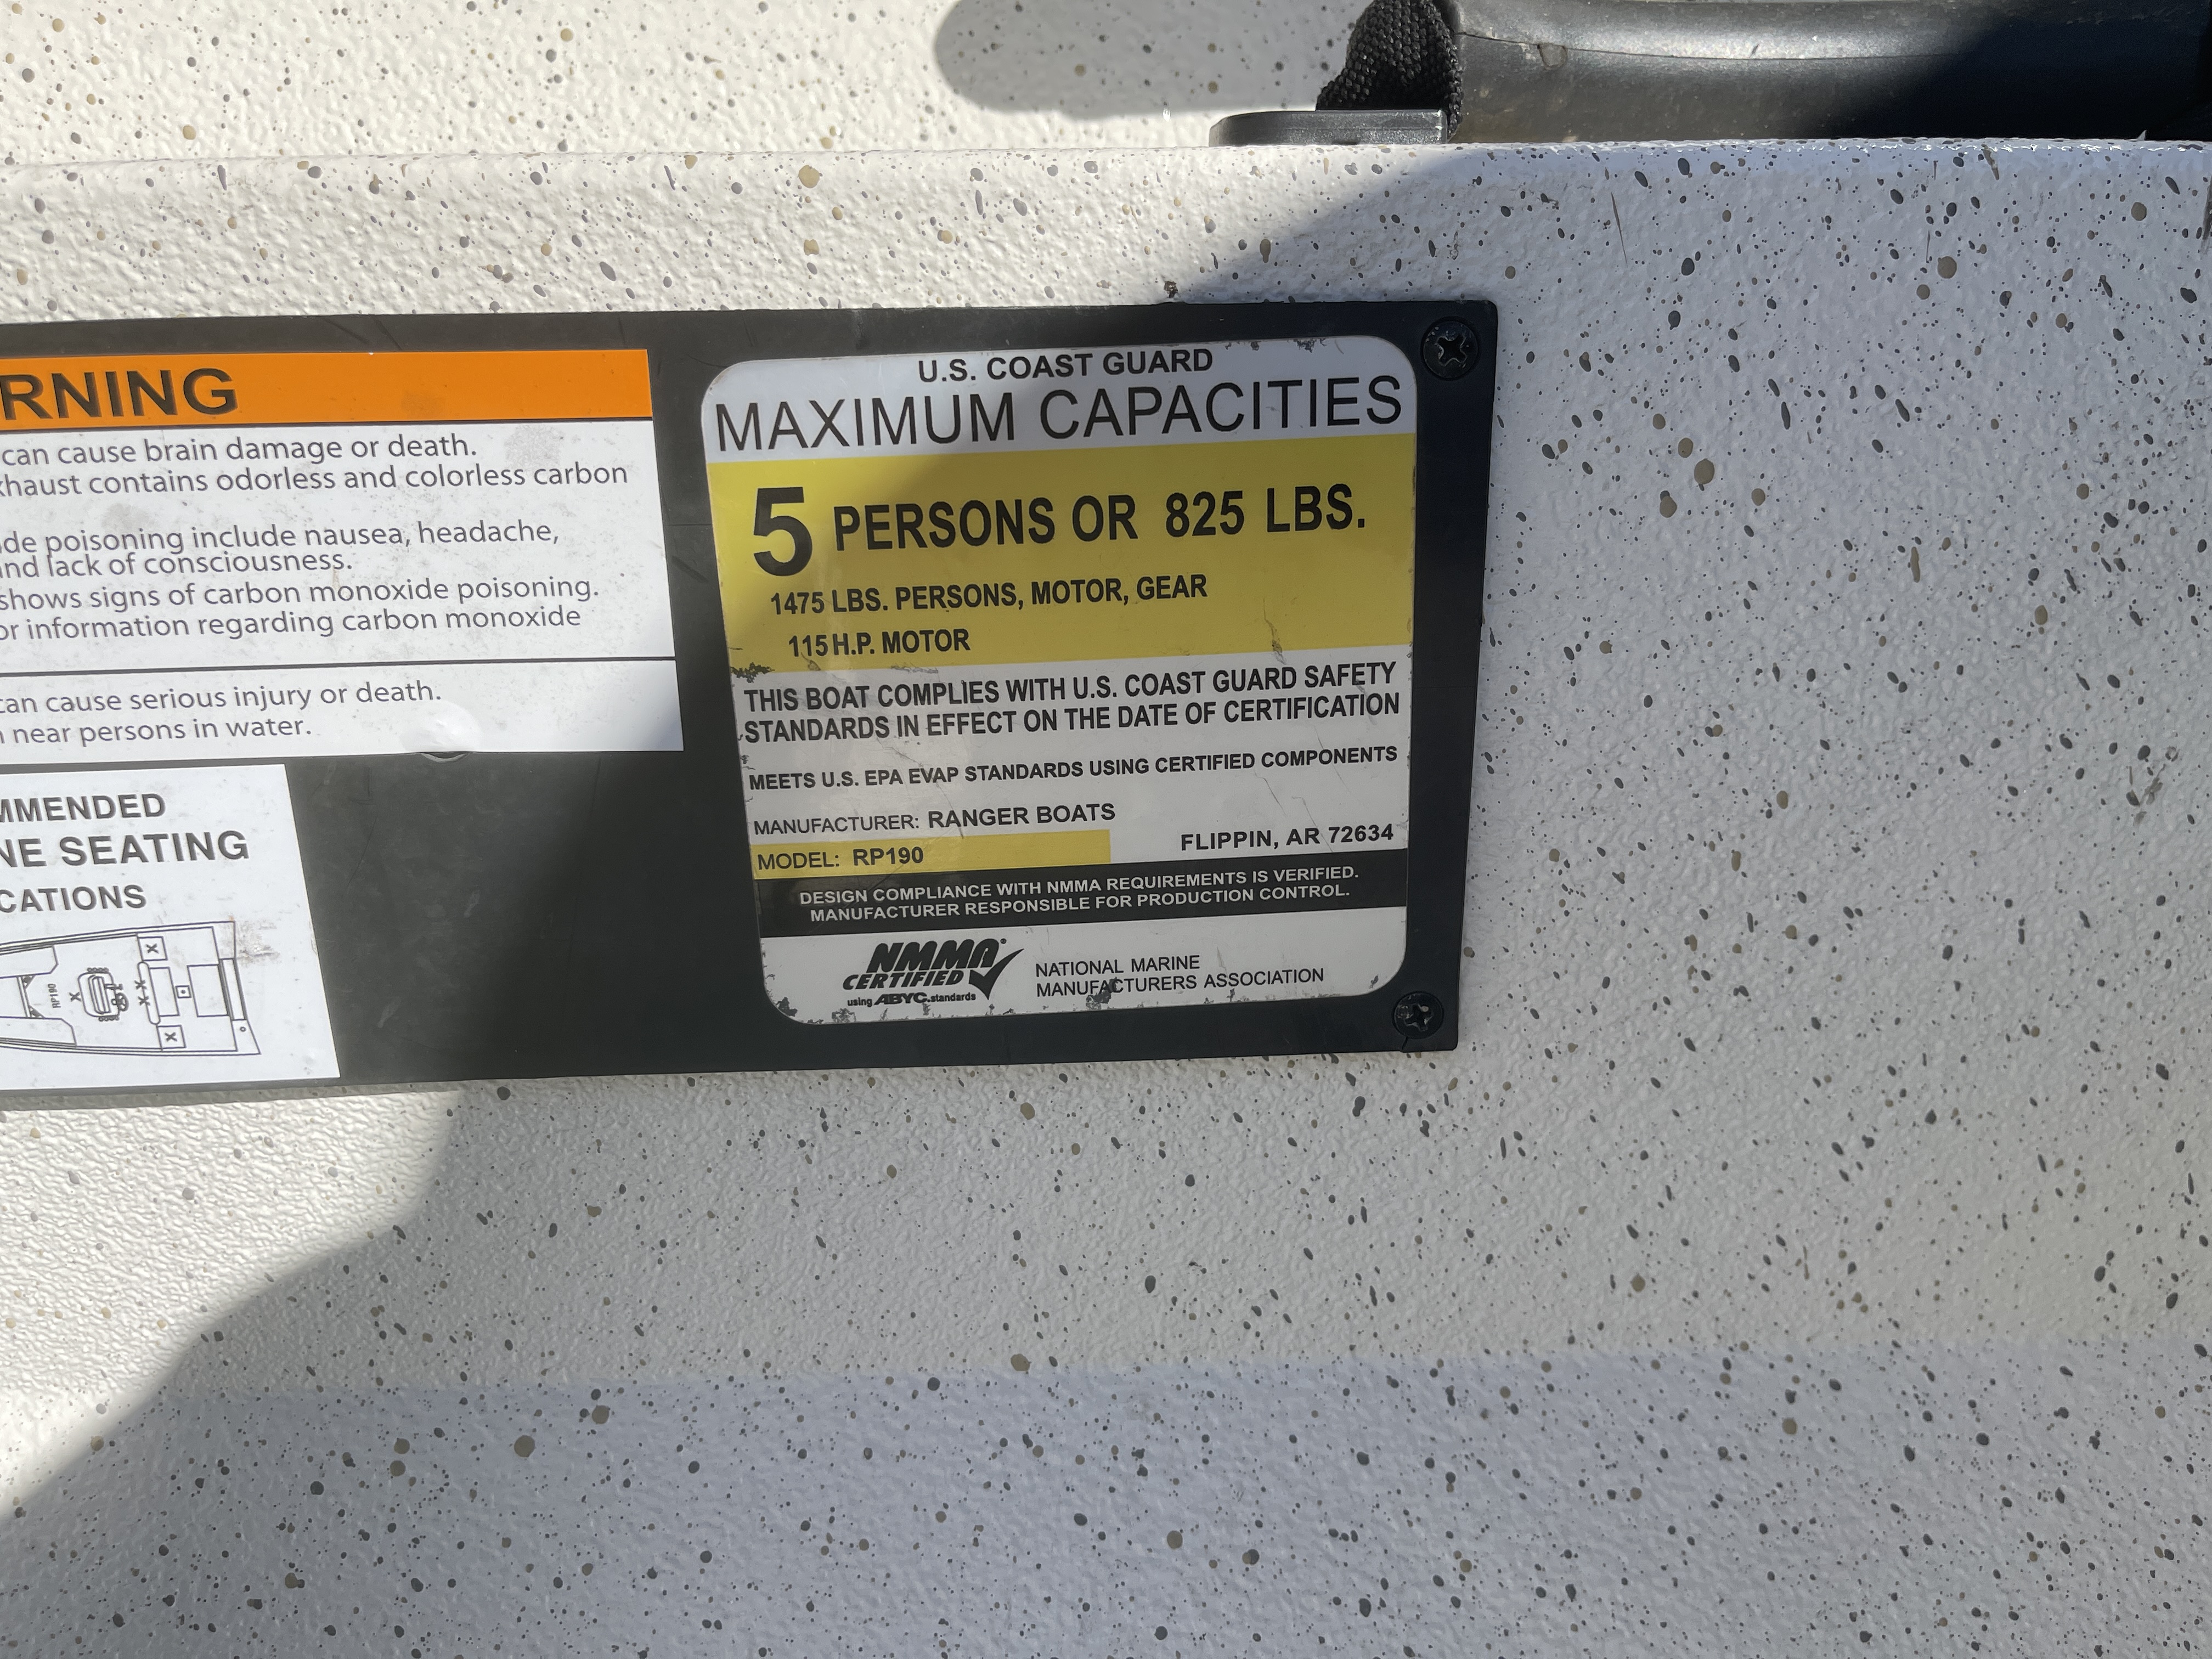 RNING
can cause brain damage or death.
xhaust contains odorless and colorless carbon
de poisoning include nausea, headache,
nd lack of consciousness.
shows signs of carbon monoxide poisoning.
or information regarding carbon monoxide
can cause serious injury or death.
near persons in water.
MMENDED
NE SEATING
CATIONS
RP190
U.S. COAST GUARD
MAXIMUM CAPACITIES
5 PERSONS OR 825 LBS.
1475 LBS. PERSONS, MOTOR, GEAR
115 H.P. MOTOR
THIS BOAT COMPLIES WITH U.S. COAST GUARD SAFETY
STANDARDS IN EFFECT ON THE DATE OF CERTIFICATION
MEETS U.S. EPA EVAP STANDARDS USING CERTIFIED COMPONENTS
MANUFACTURER: RANGER BOATS
FLIPPIN, AR 72634
MODEL: RP190
DESIGN COMPLIANCE WITH NMMA REQUIREMENTS IS VERIFIED.
MANUFACTURER RESPONSIBLE FOR PRODUCTION CONTROL.
NMMA®
CERTIFIED
using ABYC standards
NATIONAL MARINE
MANUFACTURERS ASSOCIATION